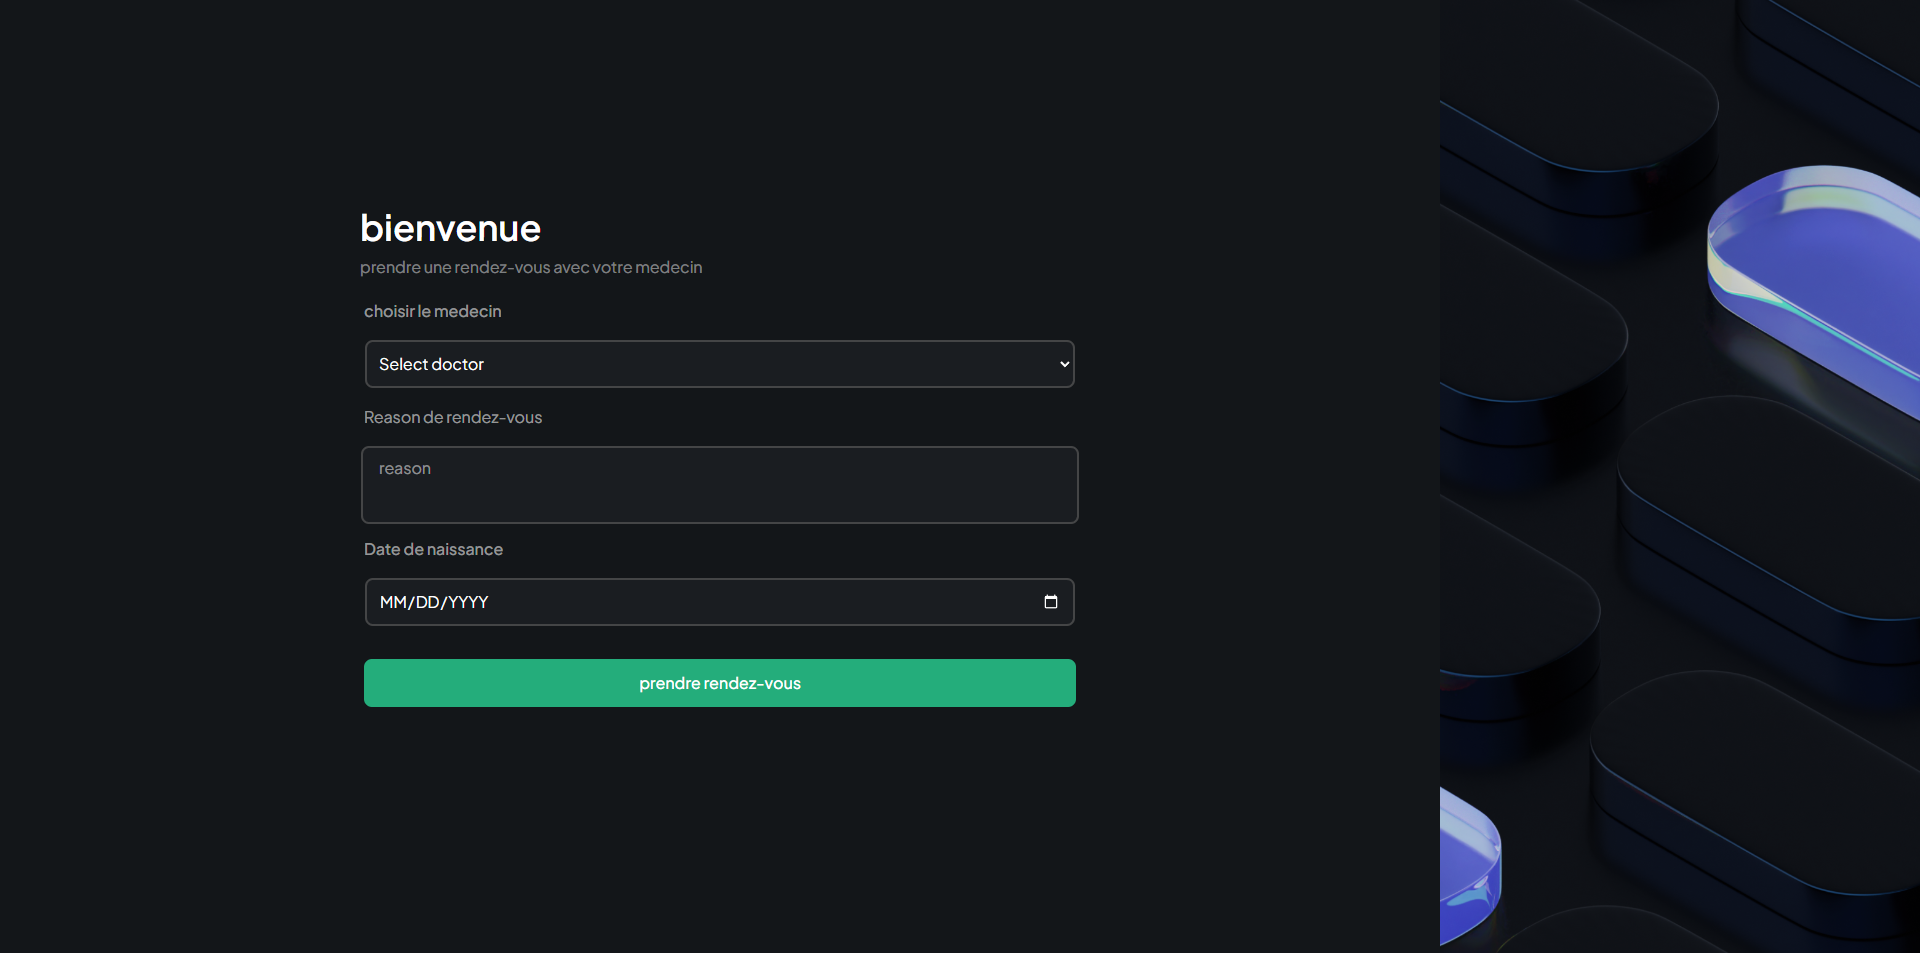 bienvenue
prendre une rendez-vous avec votre medecin
choisir le medecin
Select doctor
Reason de rendez-vous
reason
Date de naissance
MM/DD/YYYY
prendre rendez-vous